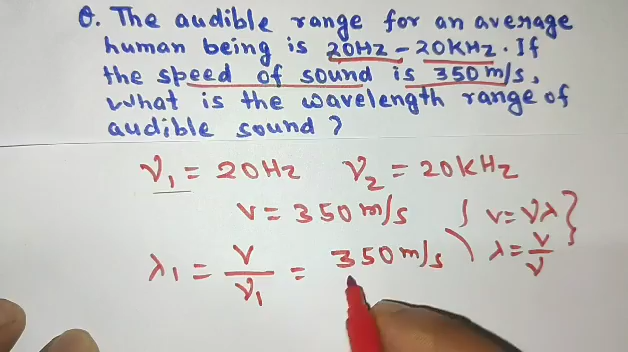 Q. The audible range for an average
human being is 20Hz - 20KHz. If
the speed of sound is 350 m/s,
What is the wavelength range of
audible sound ?
ν₁ = 20Hz ν₂ = 20KHz
v = 350 m/s { v = νλ }
λ₁ = v/ν₁ = 350 m/s λ = v/ν